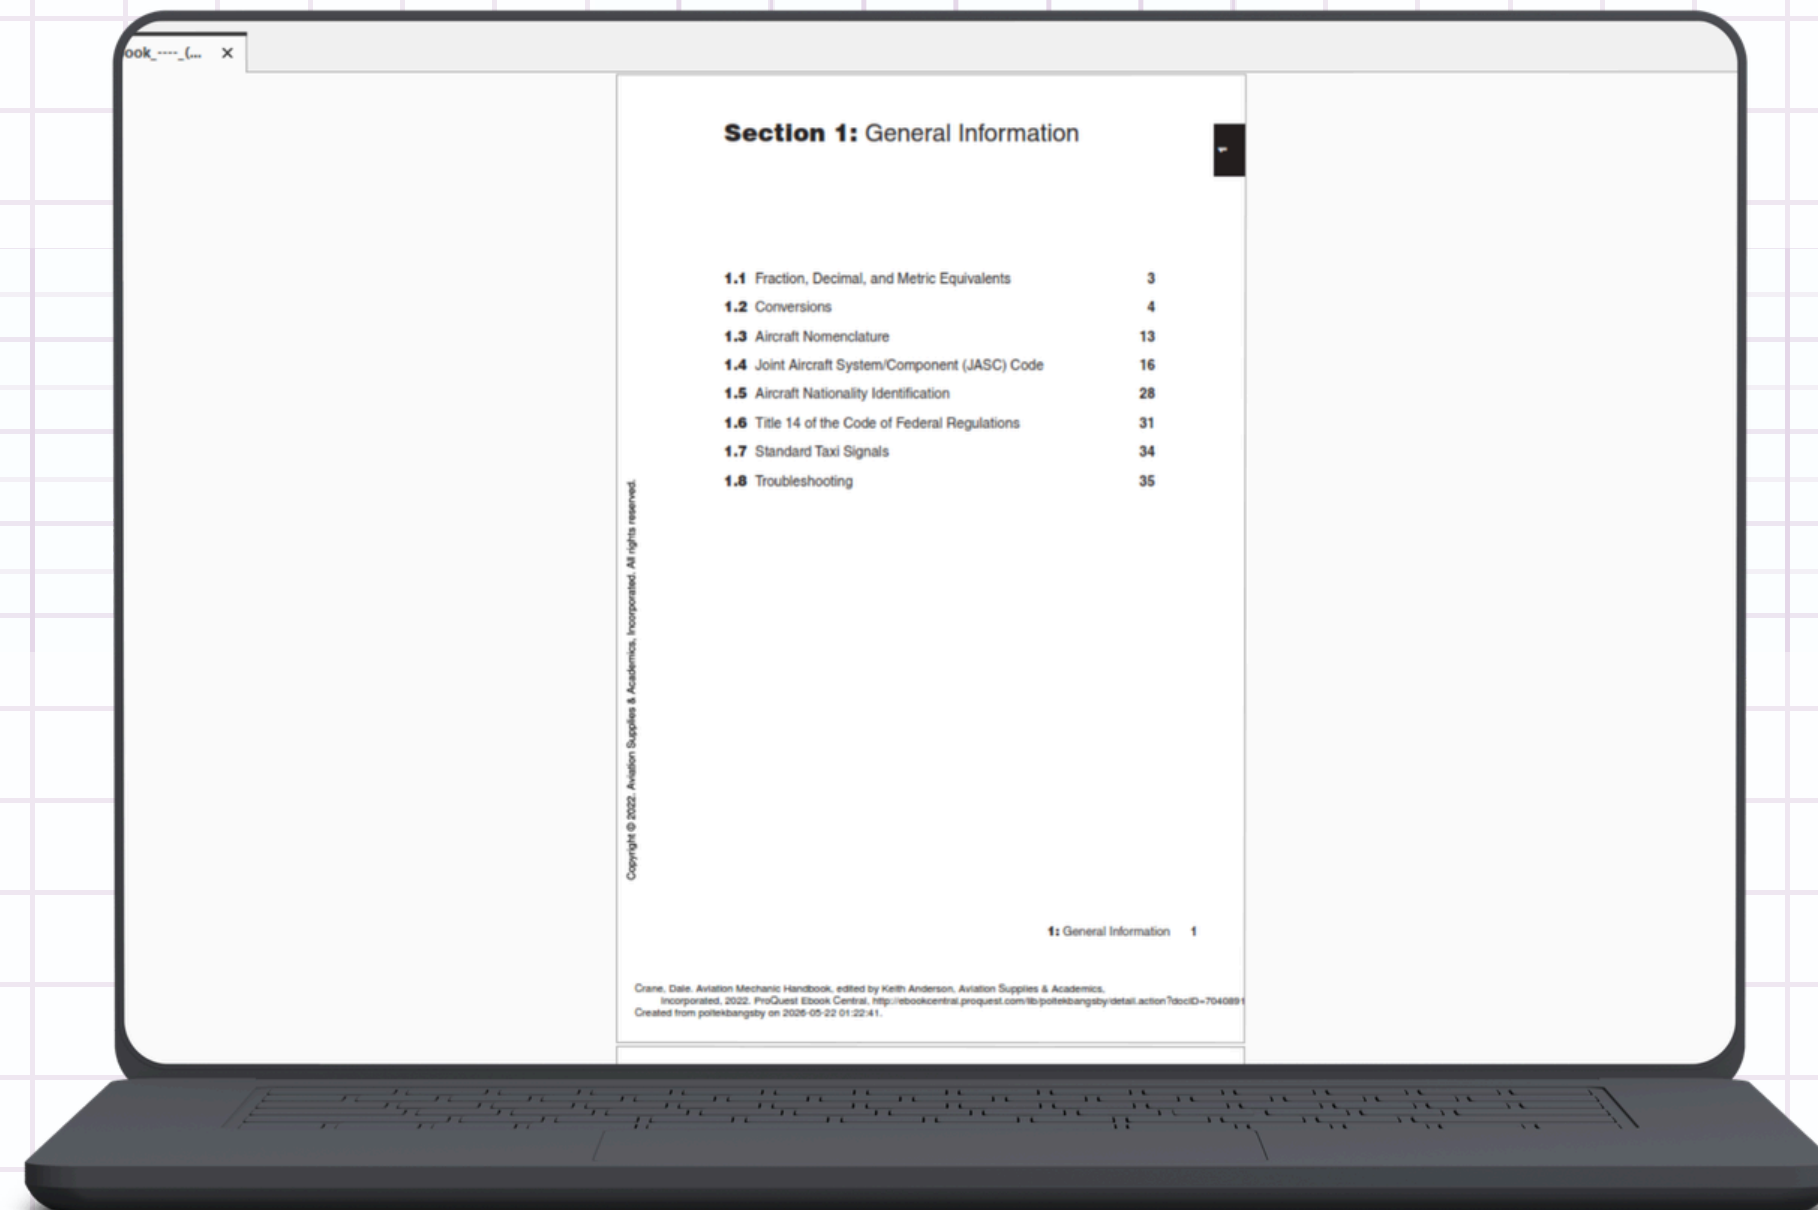 ook_----_(...
Section 1: General Information
1
1.1 Fraction, Decimal, and Metric Equivalents 3
1.2 Conversions 4
1.3 Aircraft Nomenclature 13
1.4 Joint Aircraft System/Component (JASC) Code 16
1.5 Aircraft Nationality Identification 28
1.6 Title 14 of the Code of Federal Regulations 31
1.7 Standard Taxi Signals 34
1.8 Troubleshooting 35
Copyright © 2022. Aviation Supplies & Academics, Incorporated. All rights reserved.
1: General Information 1
Crane, Dale. Aviation Mechanic Handbook, edited by Keith Anderson, Aviation Supplies & Academics,
Incorporated, 2022. ProQuest Ebook Central, http://ebookcentral.proquest.com/lib/poltekbangsby/detail.action?docID=7040891
Created from poltekbangsby on 2026-05-22 01:22:41.